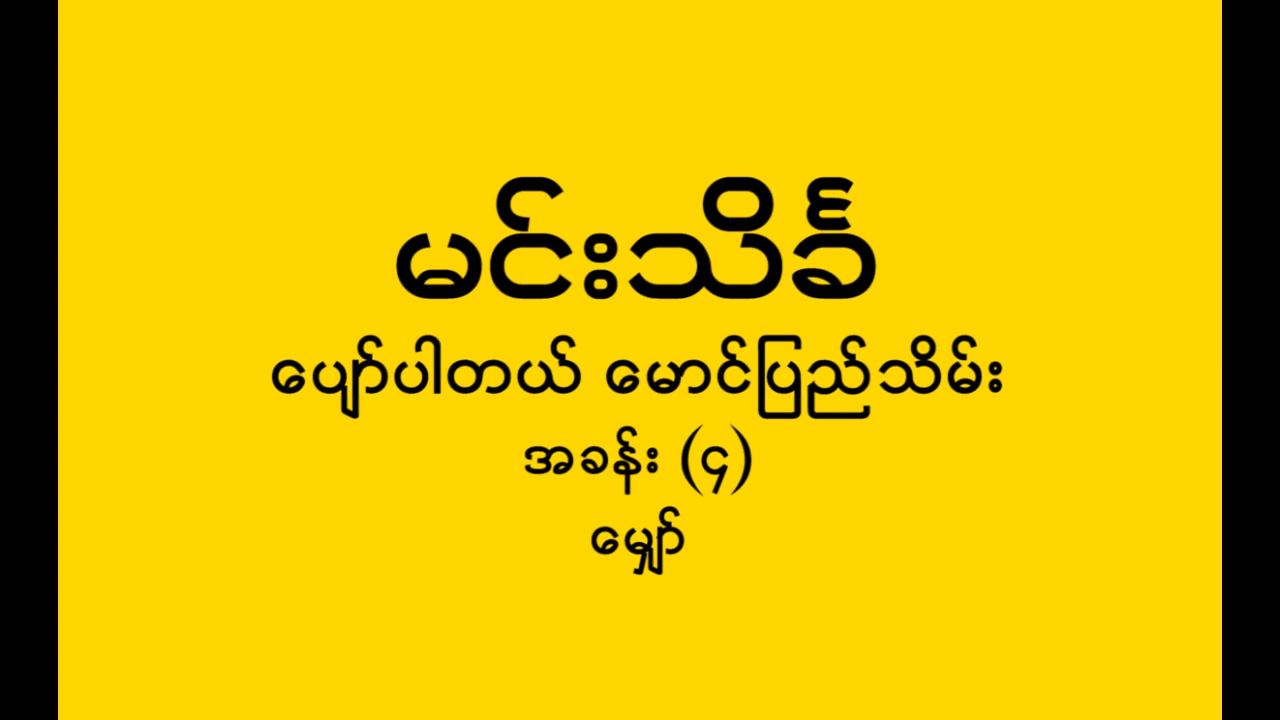 မင်းသိင်္ခ
ပျော်ပါတယ် မောင်ပြည်သိမ်း
အခန်း (၄)
မျှော်